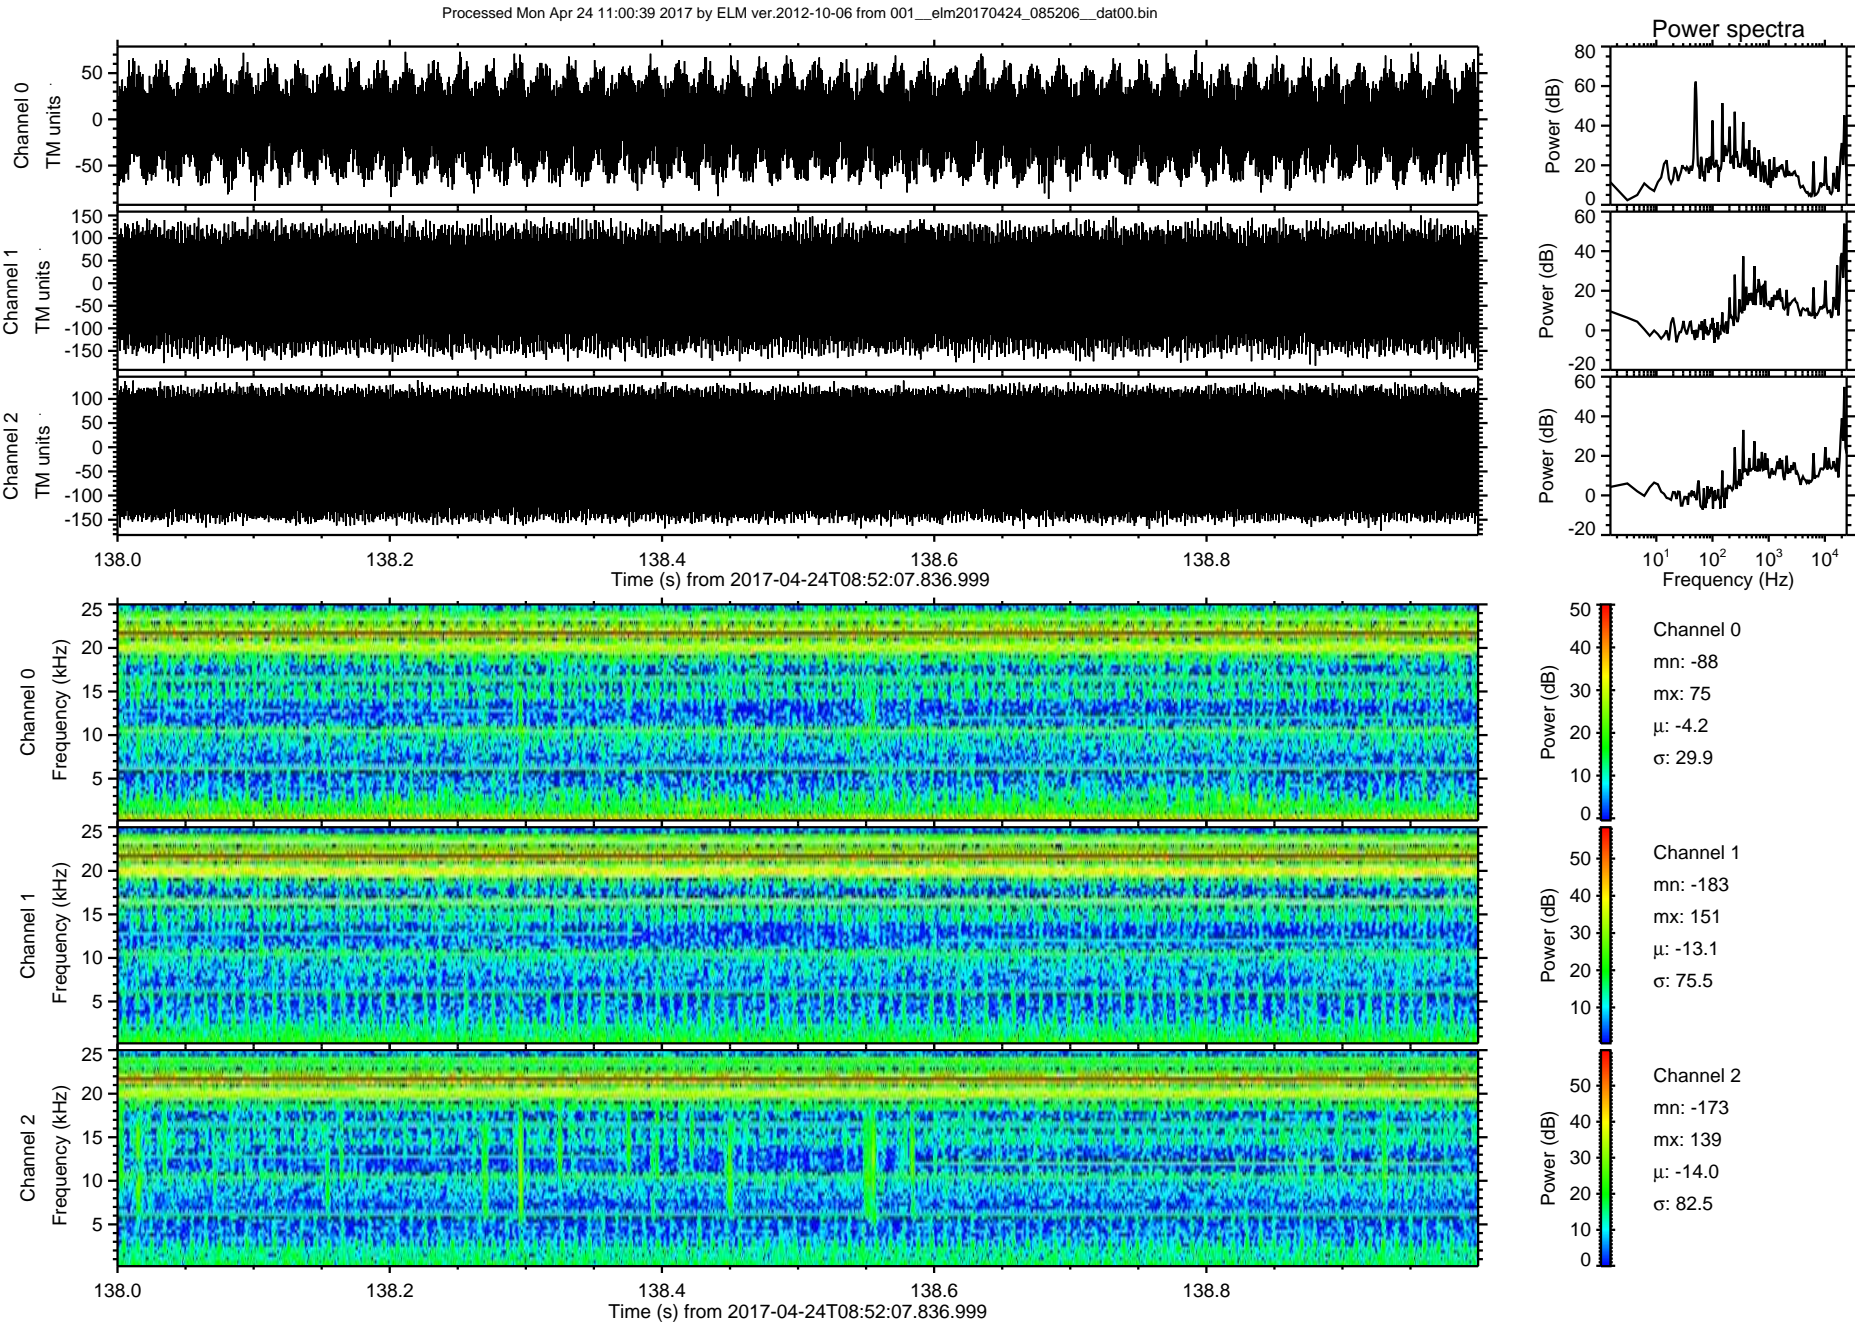 Processed Mon Apr 24 11:00:39 2017 by ELM ver.2012-10-06 from 001__elm20170424_085206__dat00.bin
Power spectra
Channel 0
TM units
50
0
-50
Power (dB)
80
60
40
20
0
Channel 1
TM units
150
100
50
0
-50
-100
-150
Power (dB)
60
40
20
0
-20
Channel 2
TM units
100
50
0
-50
-100
-150
Power (dB)
60
40
20
0
-20
138.0 138.2 138.4 138.6 138.8
Time (s) from 2017-04-24T08:52:07.836.999
10¹ 10² 10³ 10⁴
Frequency (Hz)
Channel 0
Frequency (kHz)
25
20
15
10
5
Power (dB)
50
40
30
20
10
0
Channel 0
mn: -88
mx: 75
μ: -4.2
σ: 29.9
Channel 1
Frequency (kHz)
25
20
15
10
5
Power (dB)
50
40
30
20
10
Channel 1
mn: -183
mx: 151
μ: -13.1
σ: 75.5
Channel 2
Frequency (kHz)
25
20
15
10
5
Power (dB)
50
40
30
20
10
0
Channel 2
mn: -173
mx: 139
μ: -14.0
σ: 82.5
138.0 138.2 138.4 138.6 138.8
Time (s) from 2017-04-24T08:52:07.836.999